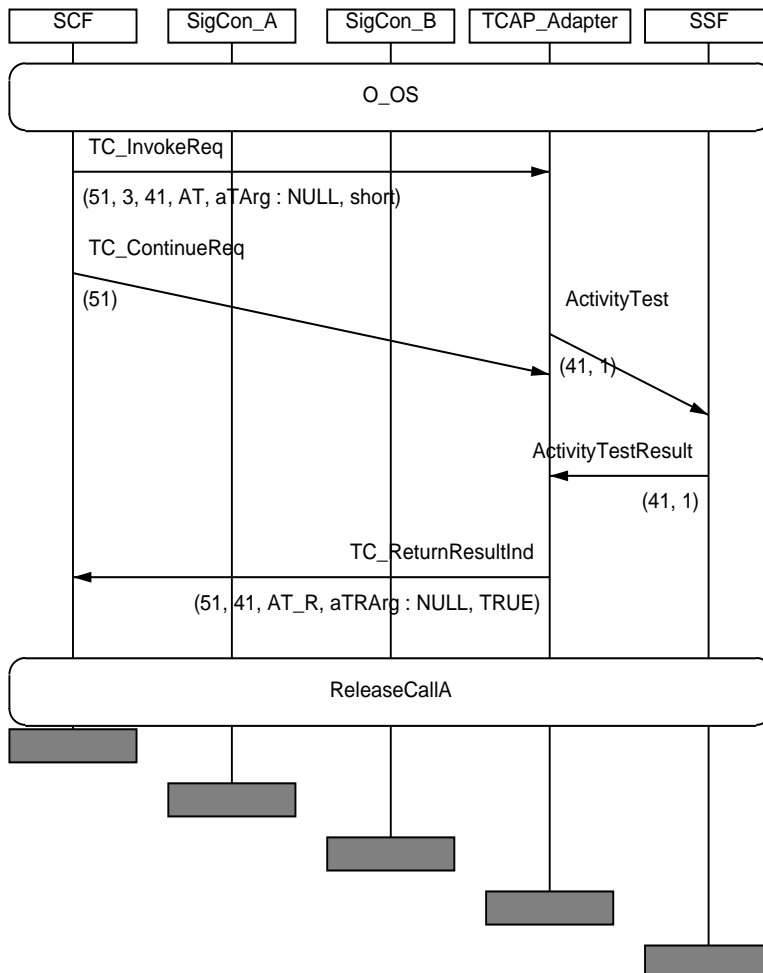 SCF SigCon_A SigCon_B TCAP_Adapter SSF
O_OS
TC_InvokeReq
(51, 3, 41, AT, aTArg : NULL, short)
TC_ContinueReq
(51)
ActivityTest
(41, 1)
ActivityTestResult
(41, 1)
TC_ReturnResultInd
(51, 41, AT_R, aTRArg : NULL, TRUE)
ReleaseCallA